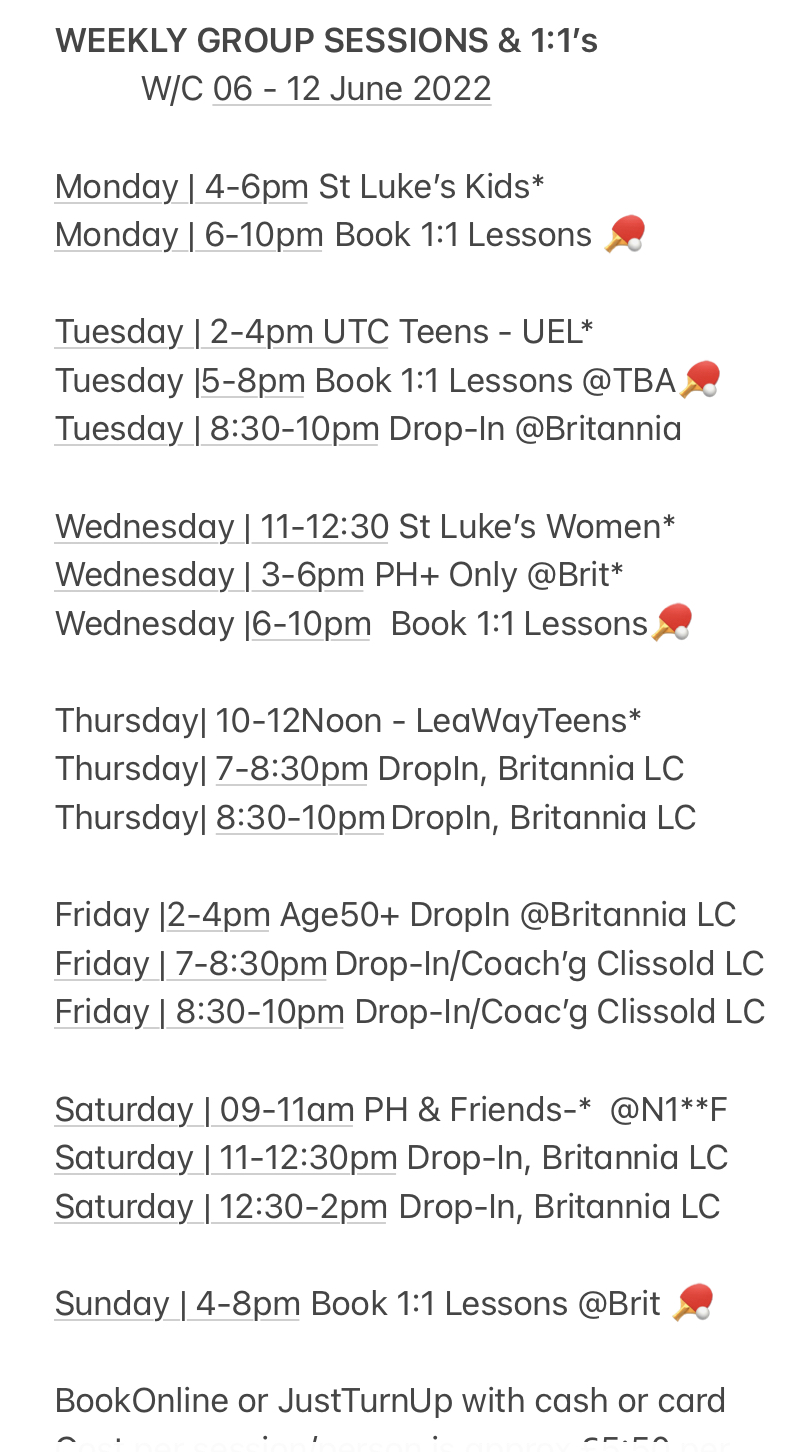 WEEKLY GROUP SESSIONS & 1:1’s
W/C 06 - 12 June 2022
Monday | 4-6pm St Luke’s Kids*
Monday | 6-10pm Book 1:1 Lessons 🏓
Tuesday | 2-4pm UTC Teens - UEL*
Tuesday |5-8pm Book 1:1 Lessons @TBA🏓
Tuesday | 8:30-10pm Drop-In @Britannia
Wednesday | 11-12:30 St Luke’s Women*
Wednesday | 3-6pm PH+ Only @Brit*
Wednesday |6-10pm  Book 1:1 Lessons🏓
Thursday| 10-12Noon - LeaWayTeens*
Thursday| 7-8:30pm DropIn, Britannia LC
Thursday| 8:30-10pm DropIn, Britannia LC
Friday |2-4pm Age50+ DropIn @Britannia LC
Friday | 7-8:30pm Drop-In/Coach’g Clissold LC
Friday | 8:30-10pm Drop-In/Coac’g Clissold LC
Saturday | 09-11am PH & Friends-*  @N1**F
Saturday | 11-12:30pm Drop-In, Britannia LC
Saturday | 12:30-2pm Drop-In, Britannia LC
Sunday | 4-8pm Book 1:1 Lessons @Brit 🏓
BookOnline or JustTurnUp with cash or card
Cost per session/person is approx